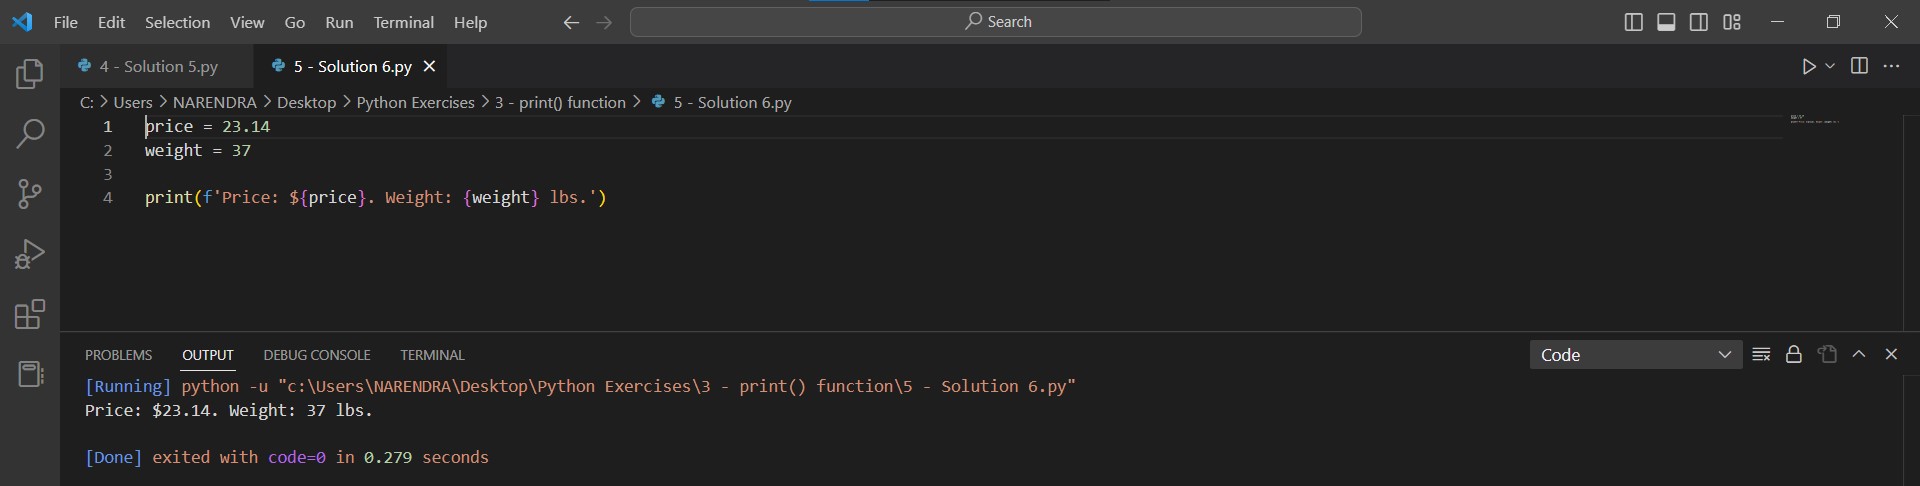 File Edit Selection View Go Run Terminal Help Search
4 - Solution 5.py 5 - Solution 6.py
C: > Users > NARENDRA > Desktop > Python Exercises > 3 - print() function > 5 - Solution 6.py
1 price = 23.14
2 weight = 37
3
4 print(f'Price: ${price}. Weight: {weight} lbs.')
PROBLEMS OUTPUT DEBUG CONSOLE TERMINAL Code
[Running] python -u "c:\Users\NARENDRA\Desktop\Python Exercises\3 - print() function\5 - Solution 6.py"
Price: $23.14. Weight: 37 lbs.
[Done] exited with code=0 in 0.279 seconds